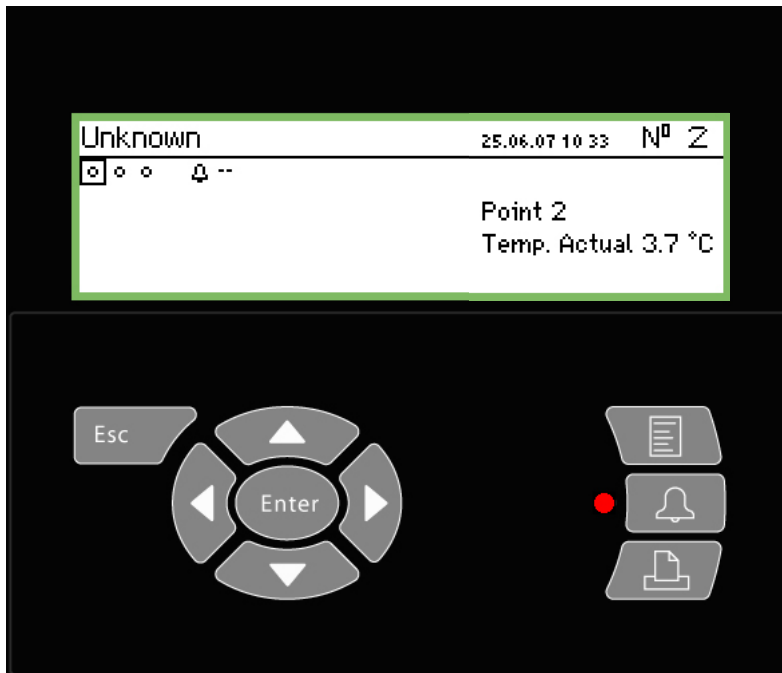 Unknown 25.06.07 10 33 Nº 2
--
Point 2
Temp. Actual 3.7 °C
Esc
Enter